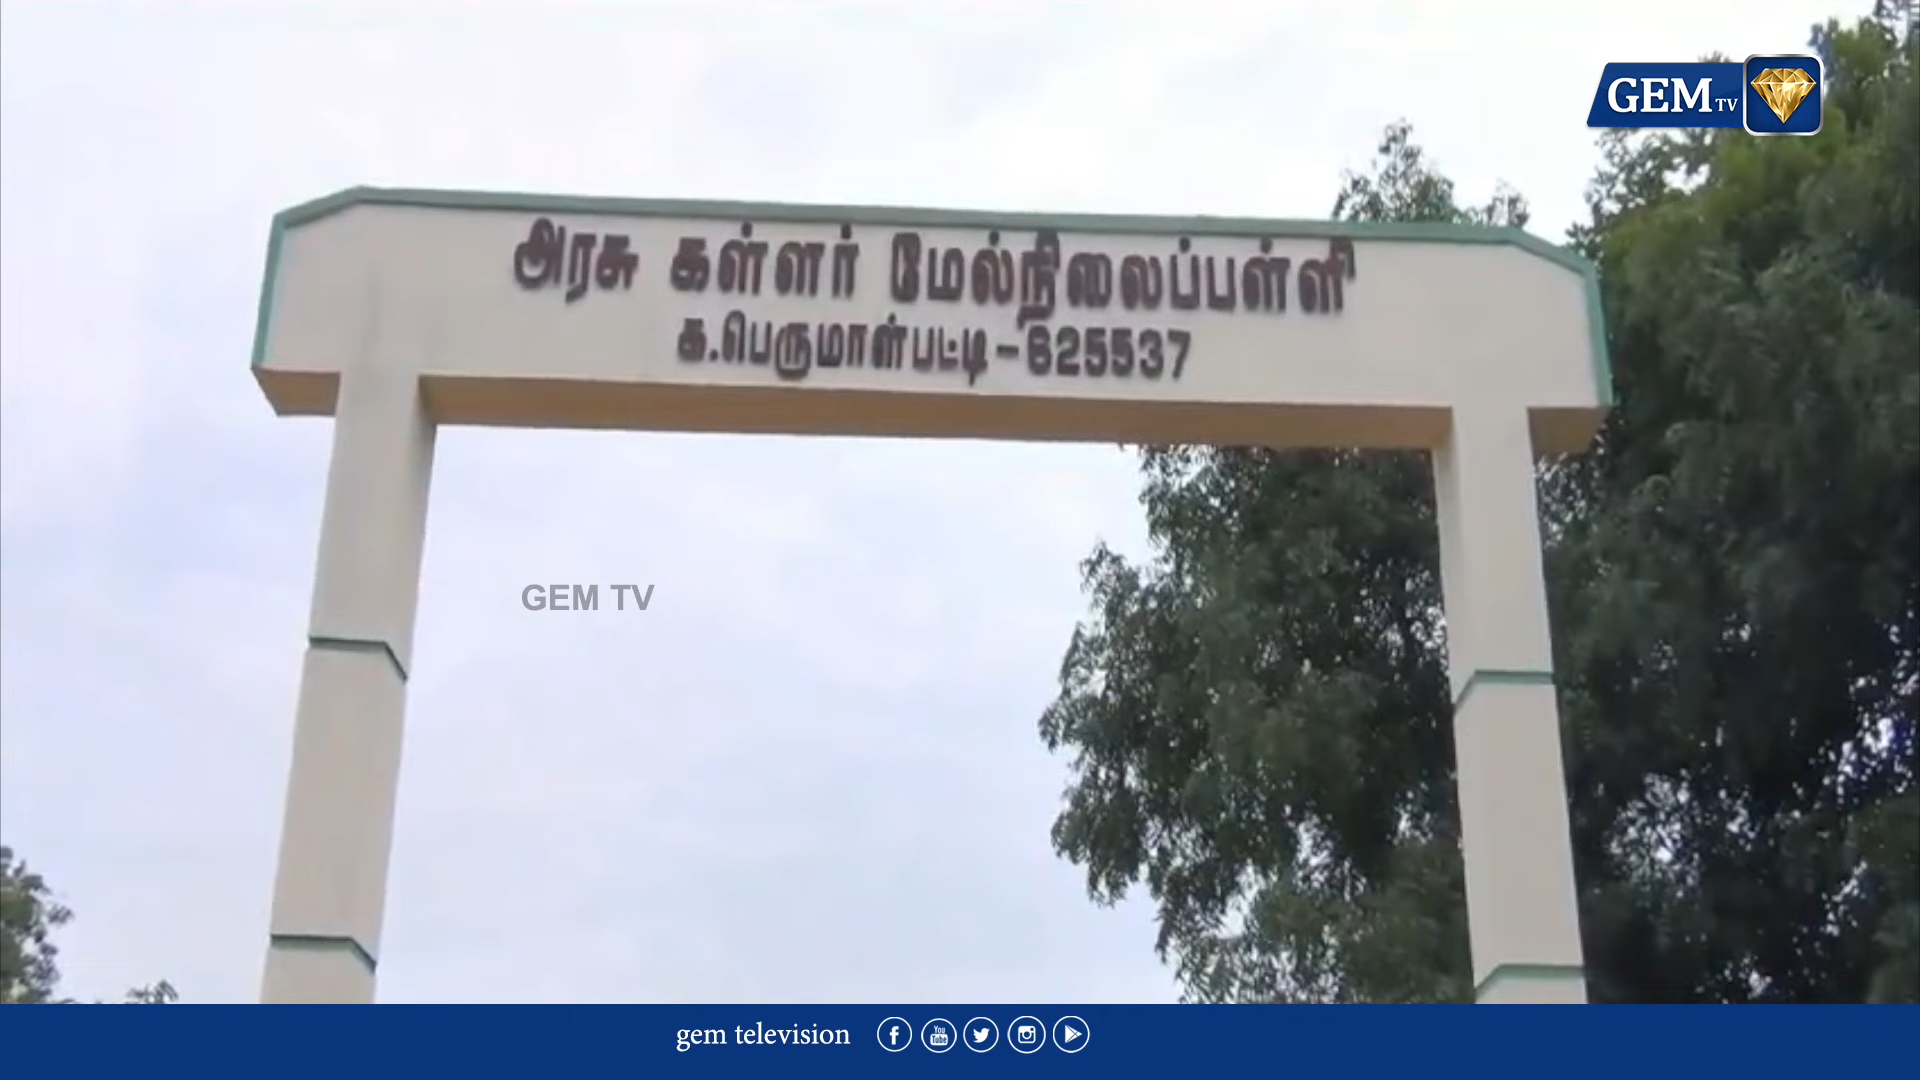 GEM TV
அரசு கள்ளர் மேல்நிலைப்பள்ளி
க.பெருமாள்பட்டி - 625537
GEM TV
gem television